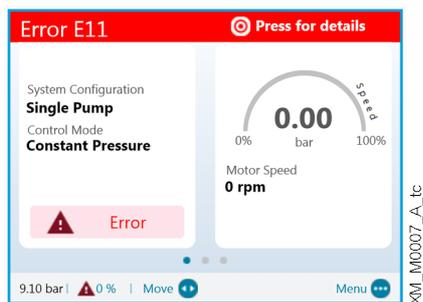 Error E11
Press for details
System Configuration
Single Pump
Control Mode
Constant Pressure
Error
Speed
0.00
0%
bar
100%
Motor Speed
0 rpm
9.10 bar | 0 % | Move
Menu
XM_M0007_A_tc